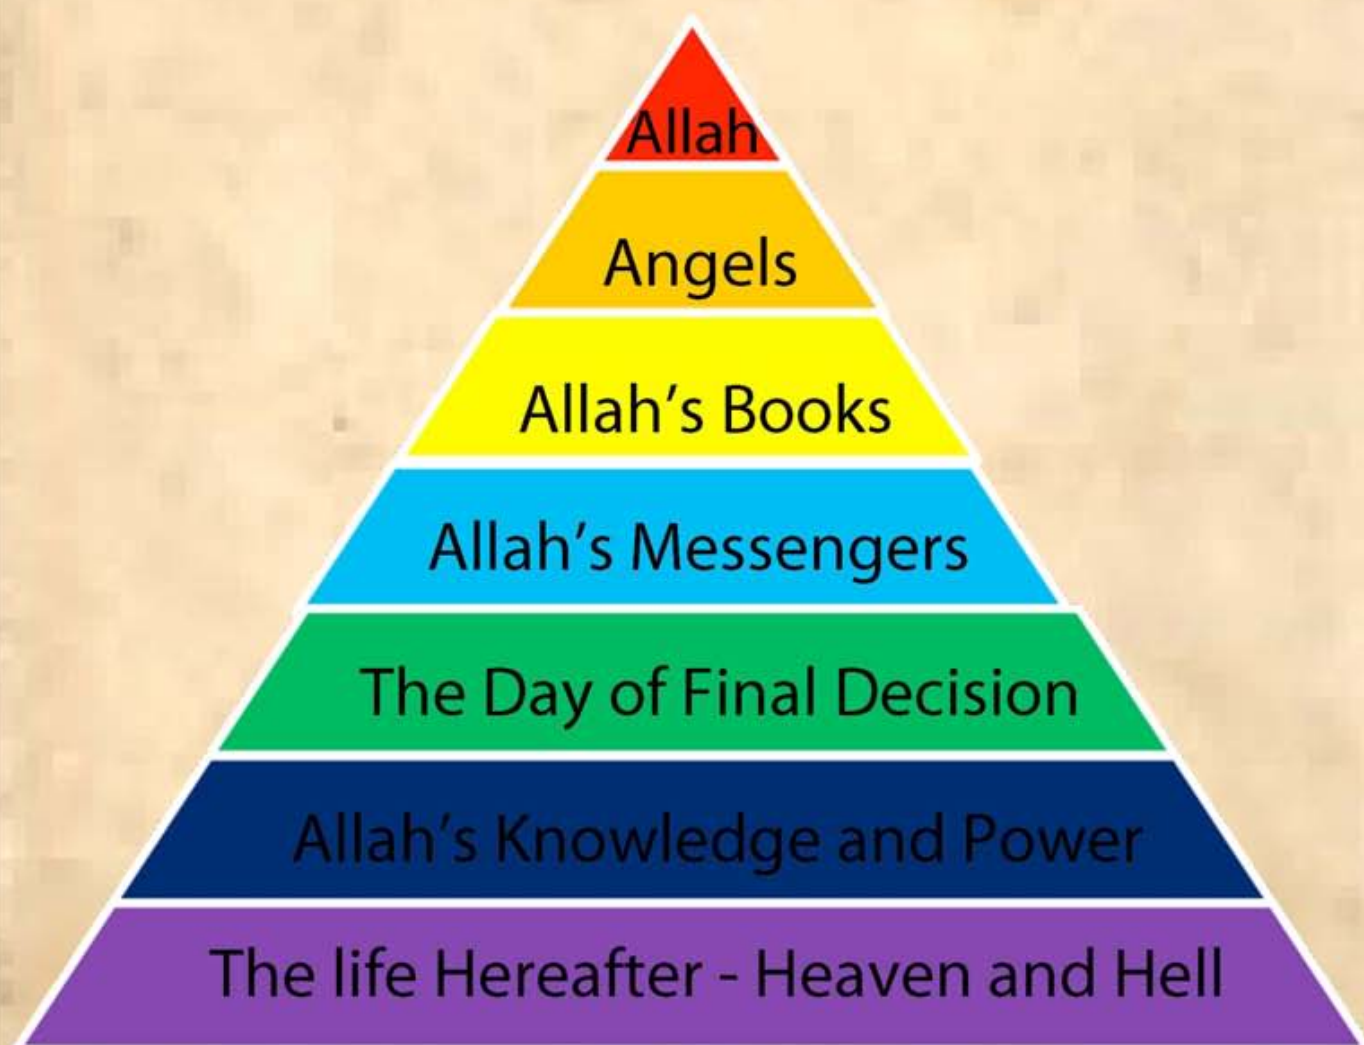 Allah
Angels
Allah’s Books
Allah’s Messengers
The Day of Final Decision
Allah’s Knowledge and Power
The life Hereafter - Heaven and Hell